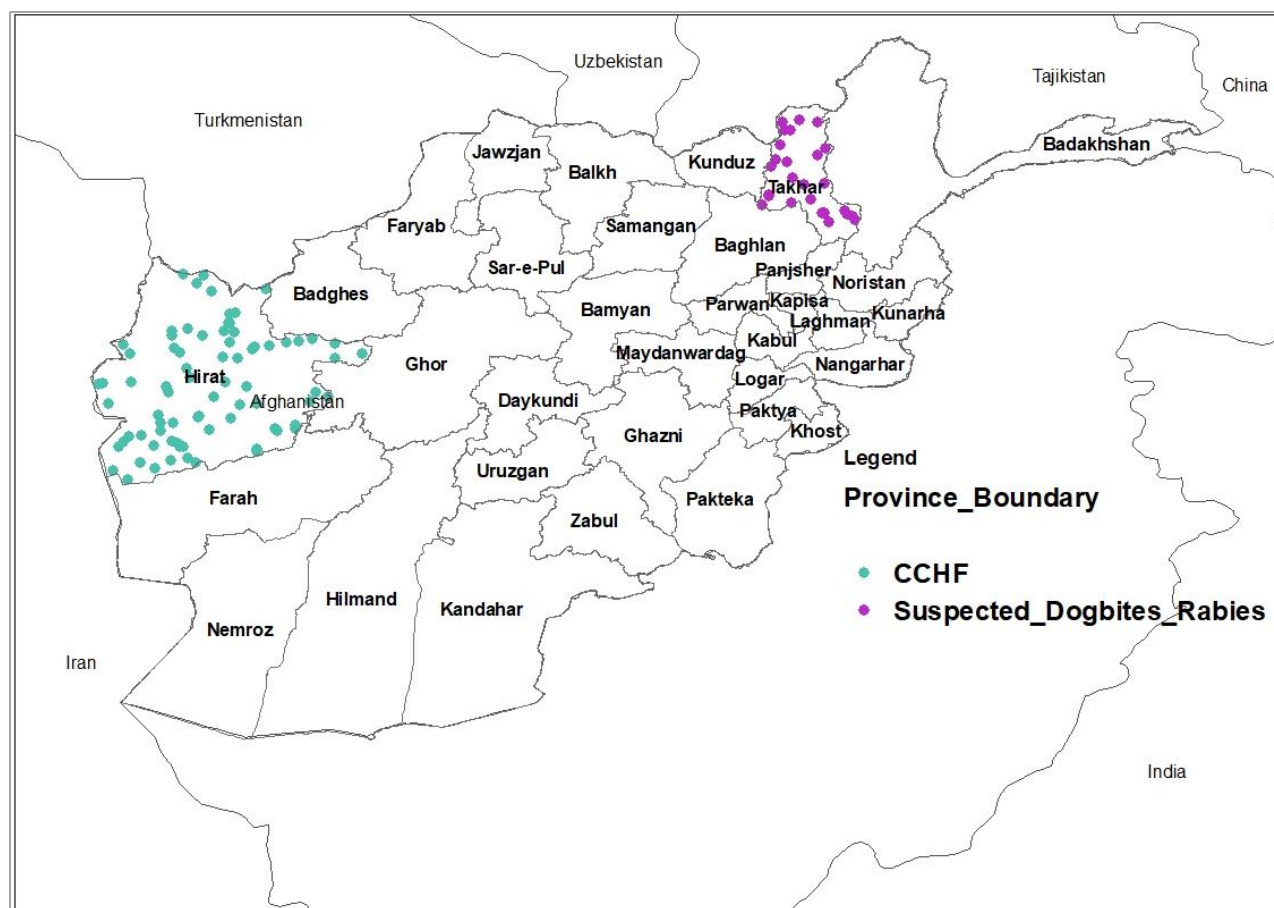 Uzbekistan
Tajikistan
China
Turkmenistan
Badakhshan
Jawzjan
Balkh
Kunduz
Takhar
Faryab
Samangan
Baghlan
Sar-e-Pul
Panjsher
Noristan
Badghes
Bamyan
Parwan
Kapisa
Kunarha
Laghman
Kabul
Maydanwardag
Ghor
Nangarhar
Hirat
Logar
Afghanistan
Daykundi
Paktya
Ghazni
Khost
Uruzgan
Farah
Pakteka
Zabul
Hilmand
Kandahar
Nemroz
Iran
India
Legend
Province_Boundary
CCHF
Suspected_Dogbites_Rabies